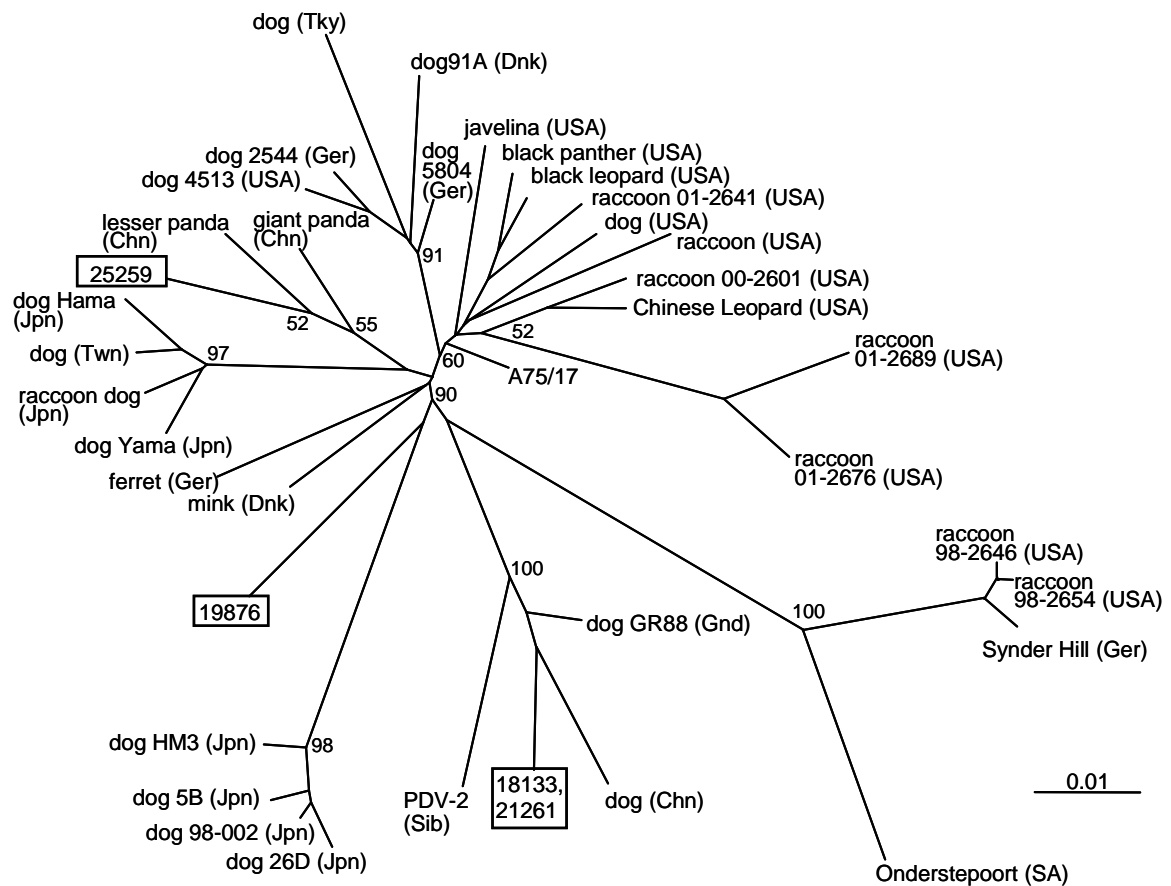 dog (Tky)
dog91A (Dnk)
javelina (USA)
dog
5804
(Ger)
black panther (USA)
dog 2544 (Ger)
black leopard (USA)
dog 4513 (USA)
raccoon 01-2641 (USA)
lesser panda
(Chn)
giant panda
(Chn)
dog (USA)
raccoon (USA)
91
25259
raccoon 00-2601 (USA)
dog Hama
(Jpn)
Chinese Leopard (USA)
52
55
52
raccoon
01-2689 (USA)
dog (Twn)
97
60
A75/17
raccoon dog
(Jpn)
90
dog Yama (Jpn)
raccoon
01-2676 (USA)
ferret (Ger)
mink (Dnk)
raccoon
98-2646 (USA)
100
raccoon
98-2654 (USA)
19876
100
dog GR88 (Gnd)
Synder Hill (Ger)
dog HM3 (Jpn)
98
18133,
21261
0.01
dog 5B (Jpn)
PDV-2
(Sib)
dog (Chn)
dog 98-002 (Jpn)
dog 26D (Jpn)
Onderstepoort (SA)